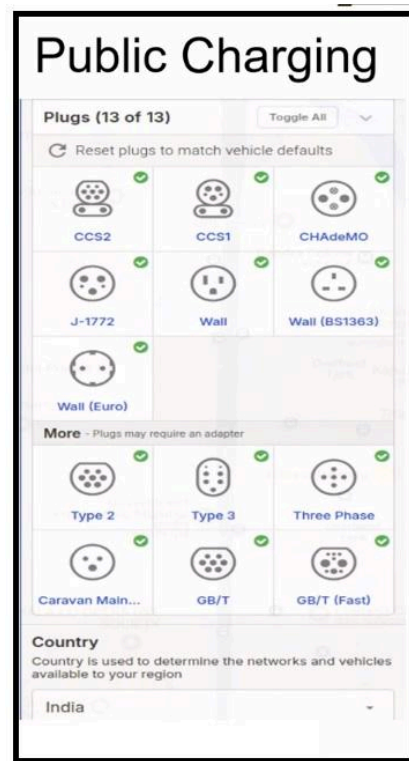 Public Charging
Plugs (13 of 13) Toggle All
Reset plugs to match vehicle defaults
CCS2 CCS1 CHAdeMO
J-1772 Wall Wall (BS1363)
Wall (Euro)
More - Plugs may require an adapter
Type 2 Type 3 Three Phase
Caravan Main... GB/T GB/T (Fast)
Country
Country is used to determine the networks and vehicles
available to your region
India